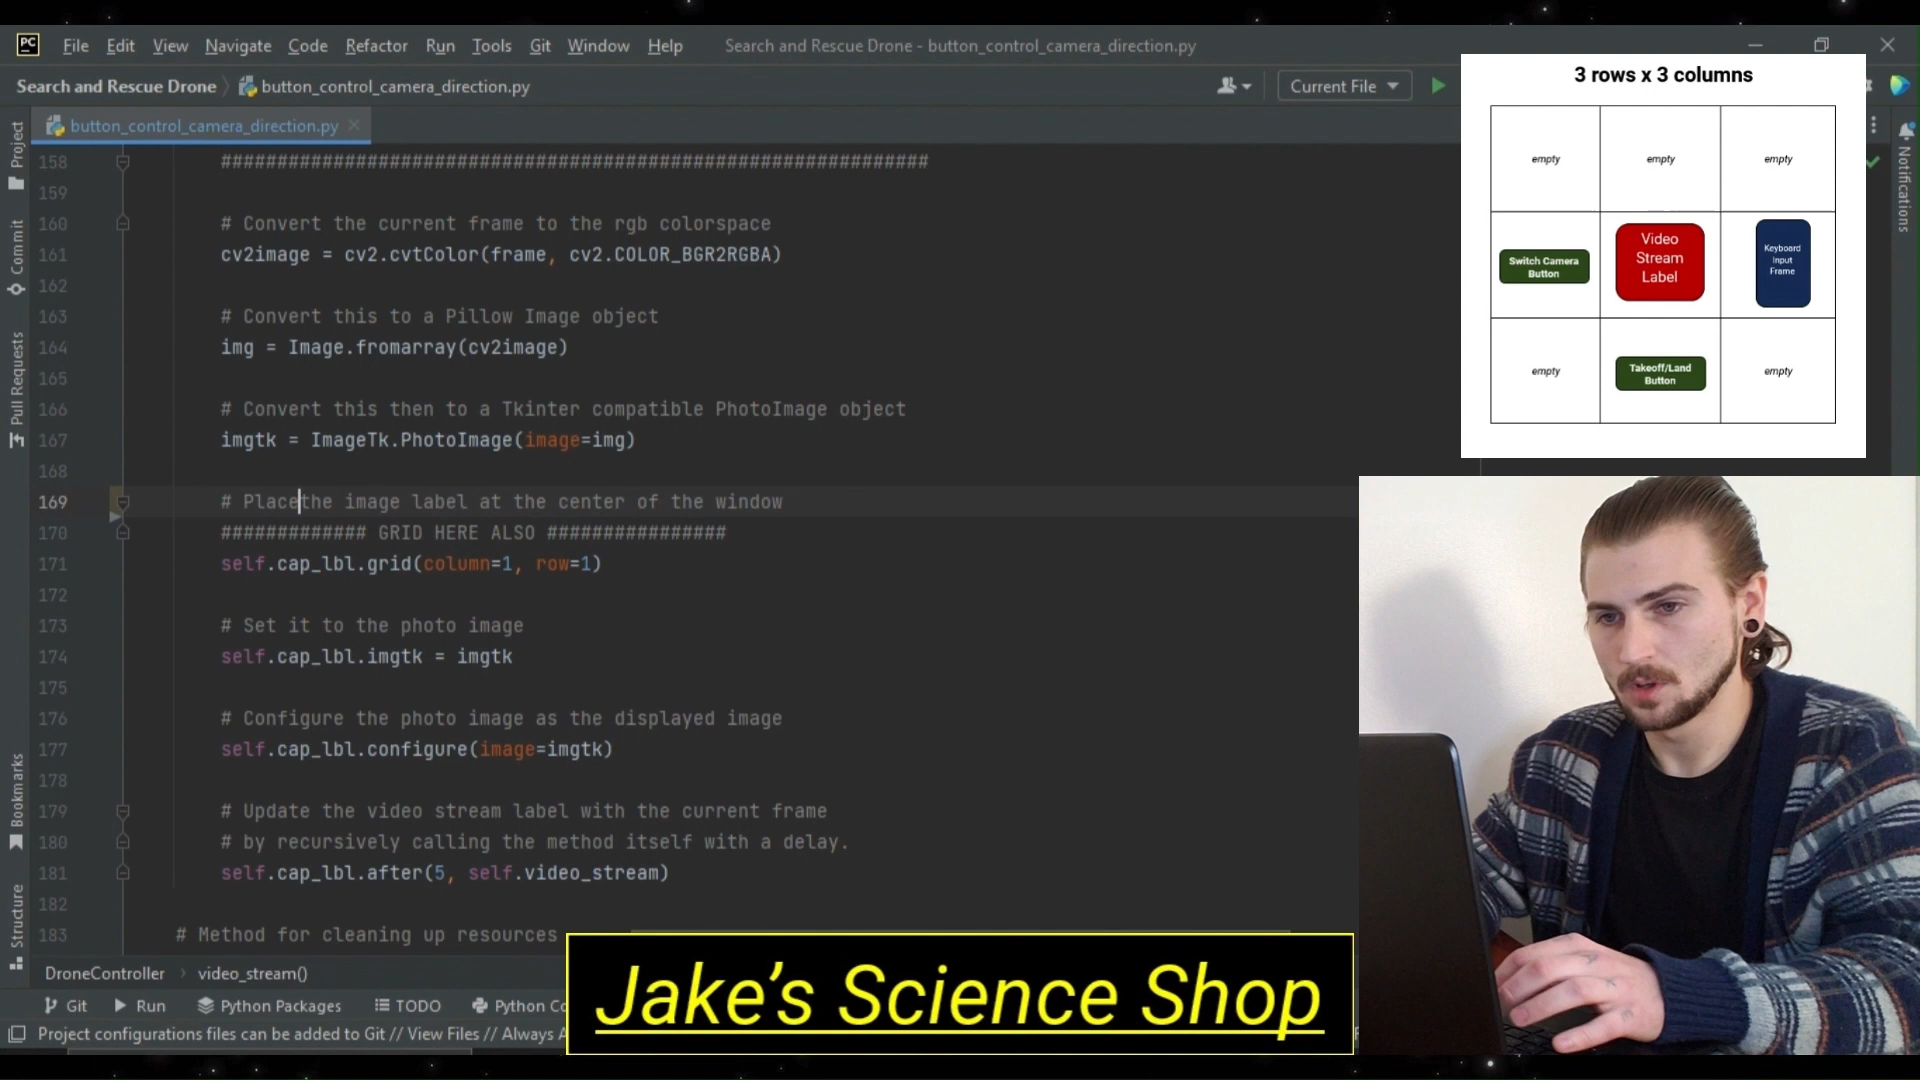 PC File Edit View Navigate Code Refactor Run Tools Git Window Help Search and Rescue Drone - button_control_camera_direction.py
Search and Rescue Drone button_control_camera_direction.py Current File
button_control_camera_direction.py
158 ###############################################################
159
160 # Convert the current frame to the rgb colorspace
161 cv2image = cv2.cvtColor(frame, cv2.COLOR_BGR2RGBA)
162
163 # Convert this to a Pillow Image object
164 img = Image.fromarray(cv2image)
165
166 # Convert this then to a Tkinter compatible PhotoImage object
167 imgtk = ImageTk.PhotoImage(image=img)
168
169 # Placethe image label at the center of the window
170 ############# GRID HERE ALSO ################
171 self.cap_lbl.grid(column=1, row=1)
172
173 # Set it to the photo image
174 self.cap_lbl.imgtk = imgtk
175
176 # Configure the photo image as the displayed image
177 self.cap_lbl.configure(image=imgtk)
178
179 # Update the video stream label with the current frame
180 # by recursively calling the method itself with a delay.
181 self.cap_lbl.after(5, self.video_stream)
182
183 # Method for cleaning up resources
DroneController video_stream()
Git Run Python Packages TODO Python Co
Project configurations files can be added to Git // View Files // Always A
Project
Commit
Pull Requests
Bookmarks
Structure
Notifications
3 rows x 3 columns
empty empty empty
Switch Camera
Button
Video
Stream
Label
Keyboard
Input
Frame
empty
Takeoff/Land
Button
empty
Jake's Science Shop